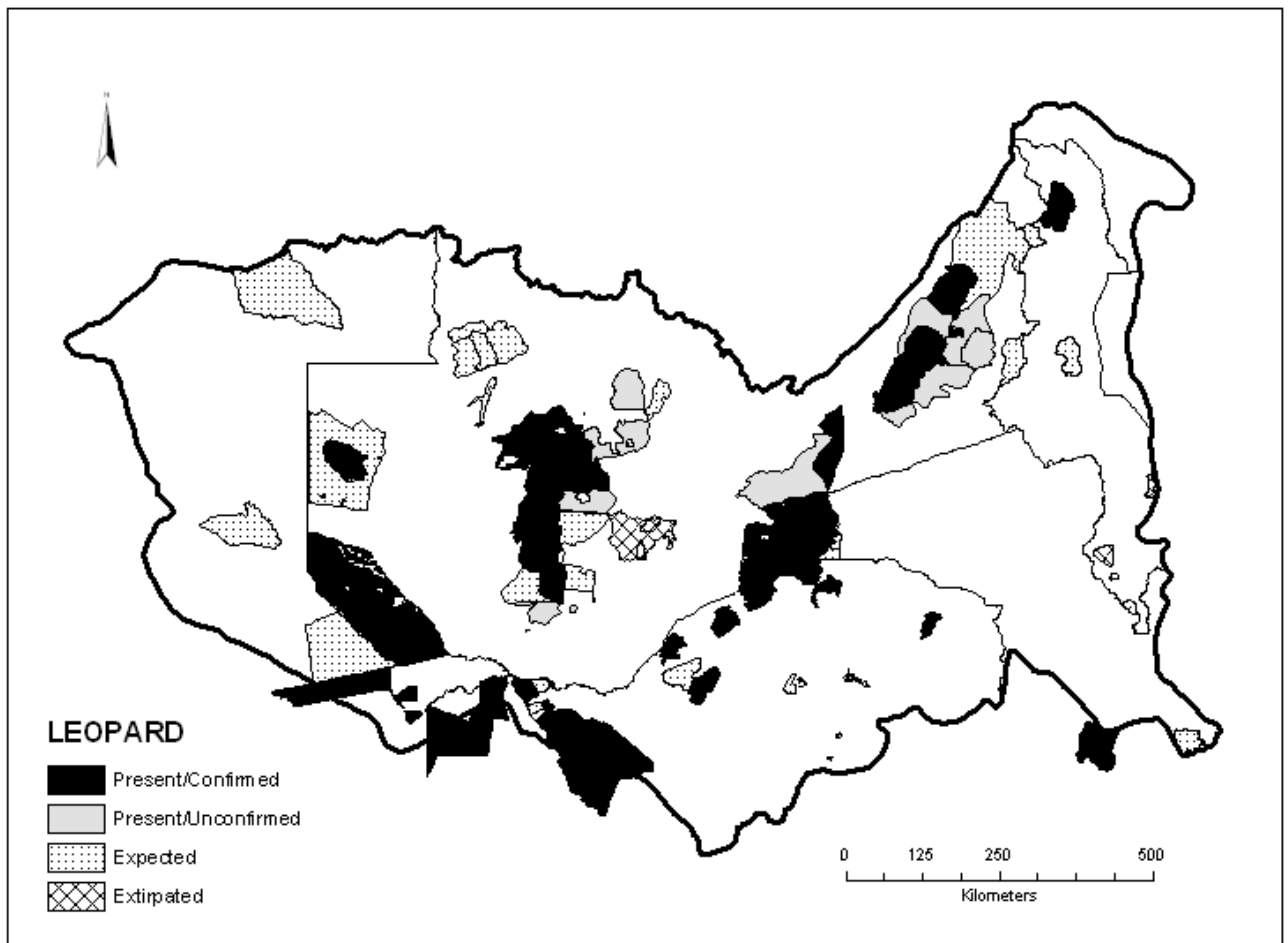 N
LEOPARD
Present/Confirmed
Present/Unconfirmed
Expected
Extirpated
0 125 250 500
Kilometers